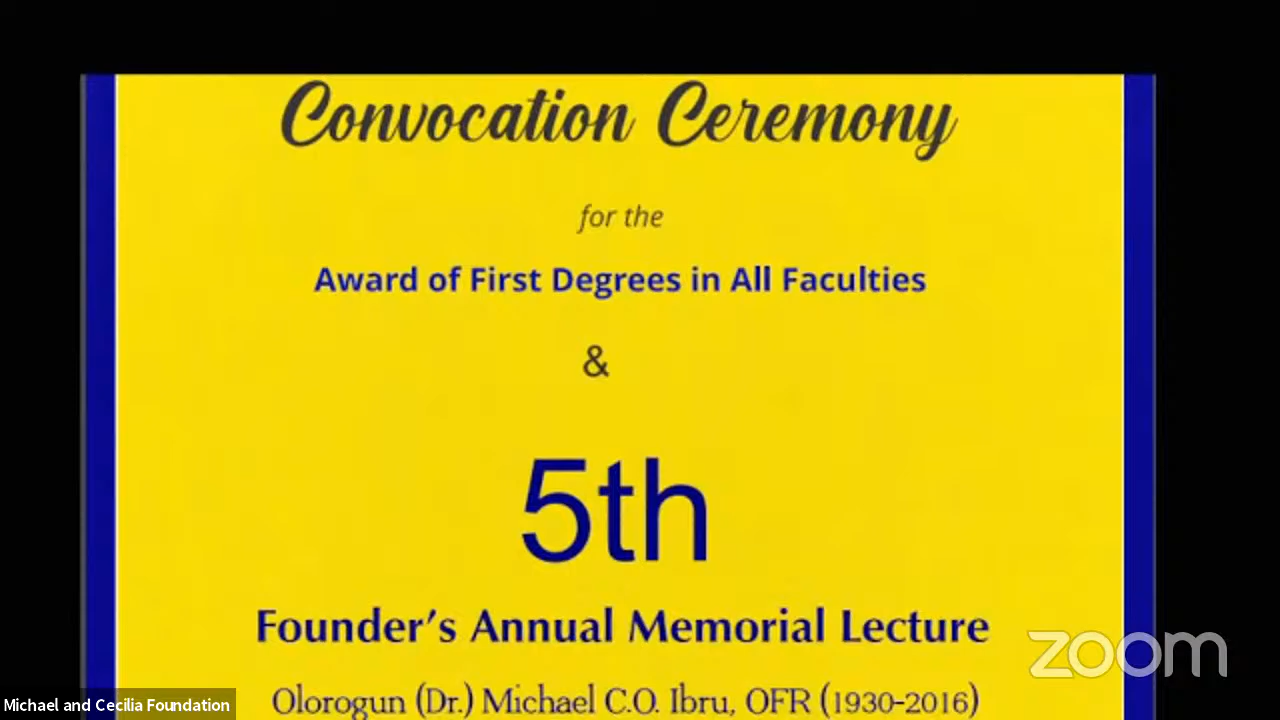 Convocation Ceremony
for the
Award of First Degrees in All Faculties
&
5th
Founder’s Annual Memorial Lecture
zoom
Olorogun (Dr.) Michael C.O. Ibru, OFR (1930-2016)
Michael and Cecilia Foundation